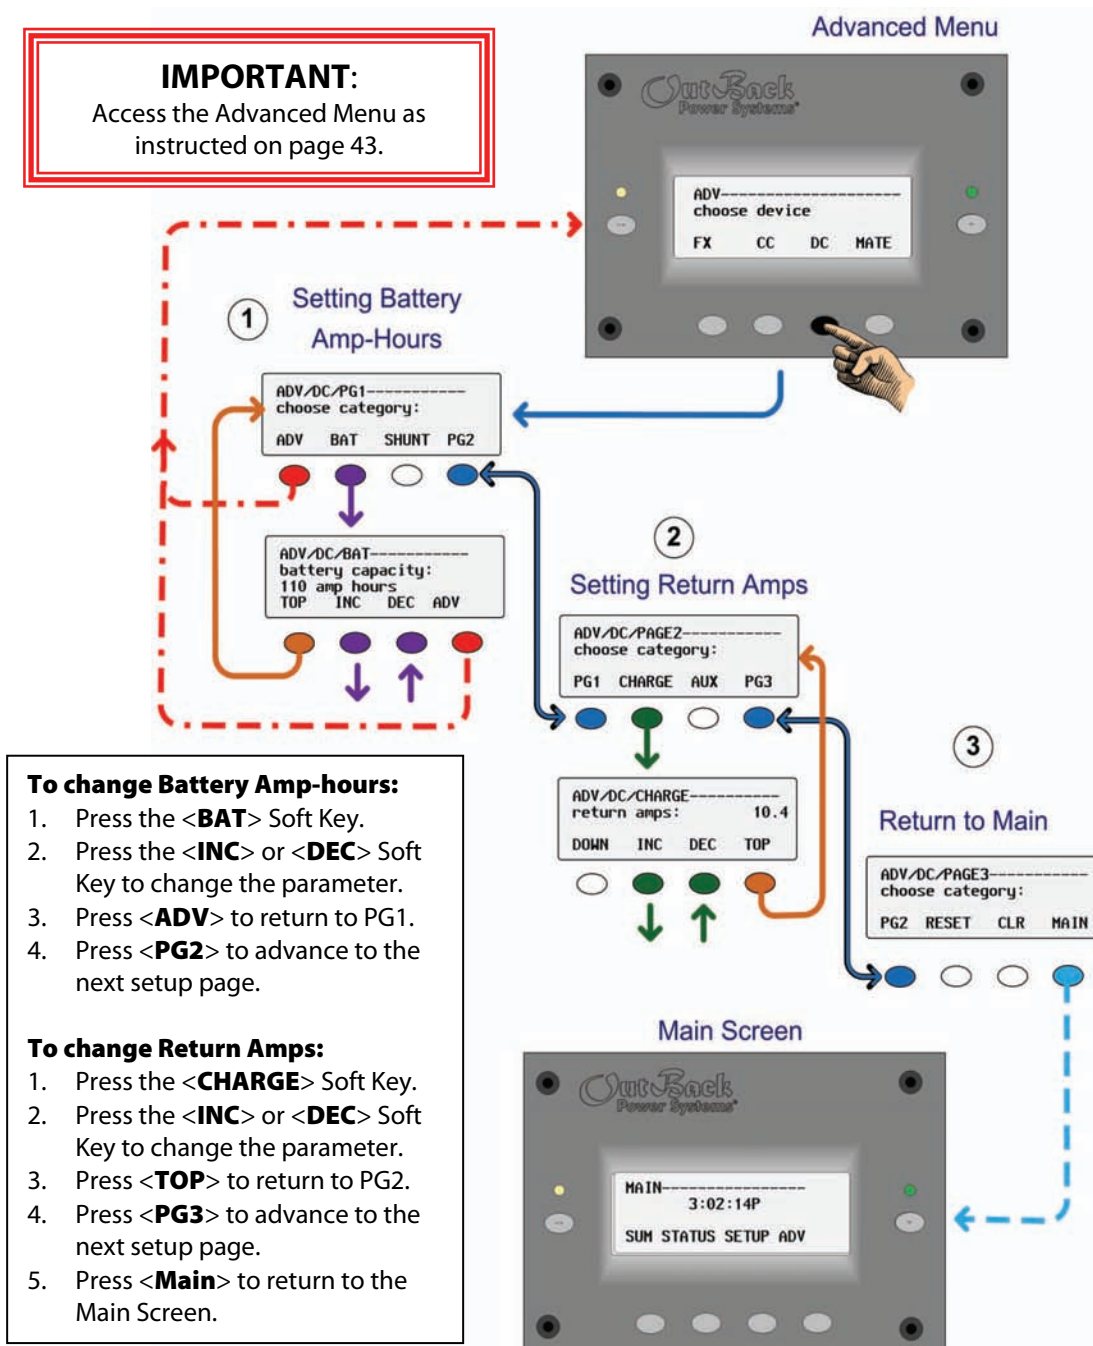 Advanced Menu
IMPORTANT:
Access the Advanced Menu as
instructed on page 43.
OutBack
Power Systems
ADV--------------------
choose device
FX CC DC MATE
1
Setting Battery
Amp-Hours
ADV/DC/PG1-----------
choose category:
ADV BAT SHUNT PG2
ADV/DC/BAT-----------
battery capacity:
110 amp hours
TOP INC DEC ADV
2
Setting Return Amps
ADV/DC/PAGE2-----------
choose category:
PG1 CHARGE AUX PG3
ADV/DC/CHARGE----------
return amps: 10.4
DOWN INC DEC TOP
3
Return to Main
ADV/DC/PAGE3-----------
choose category:
PG2 RESET CLR MAIN
To change Battery Amp-hours:
1. Press the <BAT> Soft Key.
2. Press the <INC> or <DEC> Soft
Key to change the parameter.
3. Press <ADV> to return to PG1.
4. Press <PG2> to advance to the
next setup page.
To change Return Amps:
1. Press the <CHARGE> Soft Key.
2. Press the <INC> or <DEC> Soft
Key to change the parameter.
3. Press <TOP> to return to PG2.
4. Press <PG3> to advance to the
next setup page.
5. Press <Main> to return to the
Main Screen.
Main Screen
OutBack
Power Systems
MAIN-----------------
3:02:14P
SUM STATUS SETUP ADV